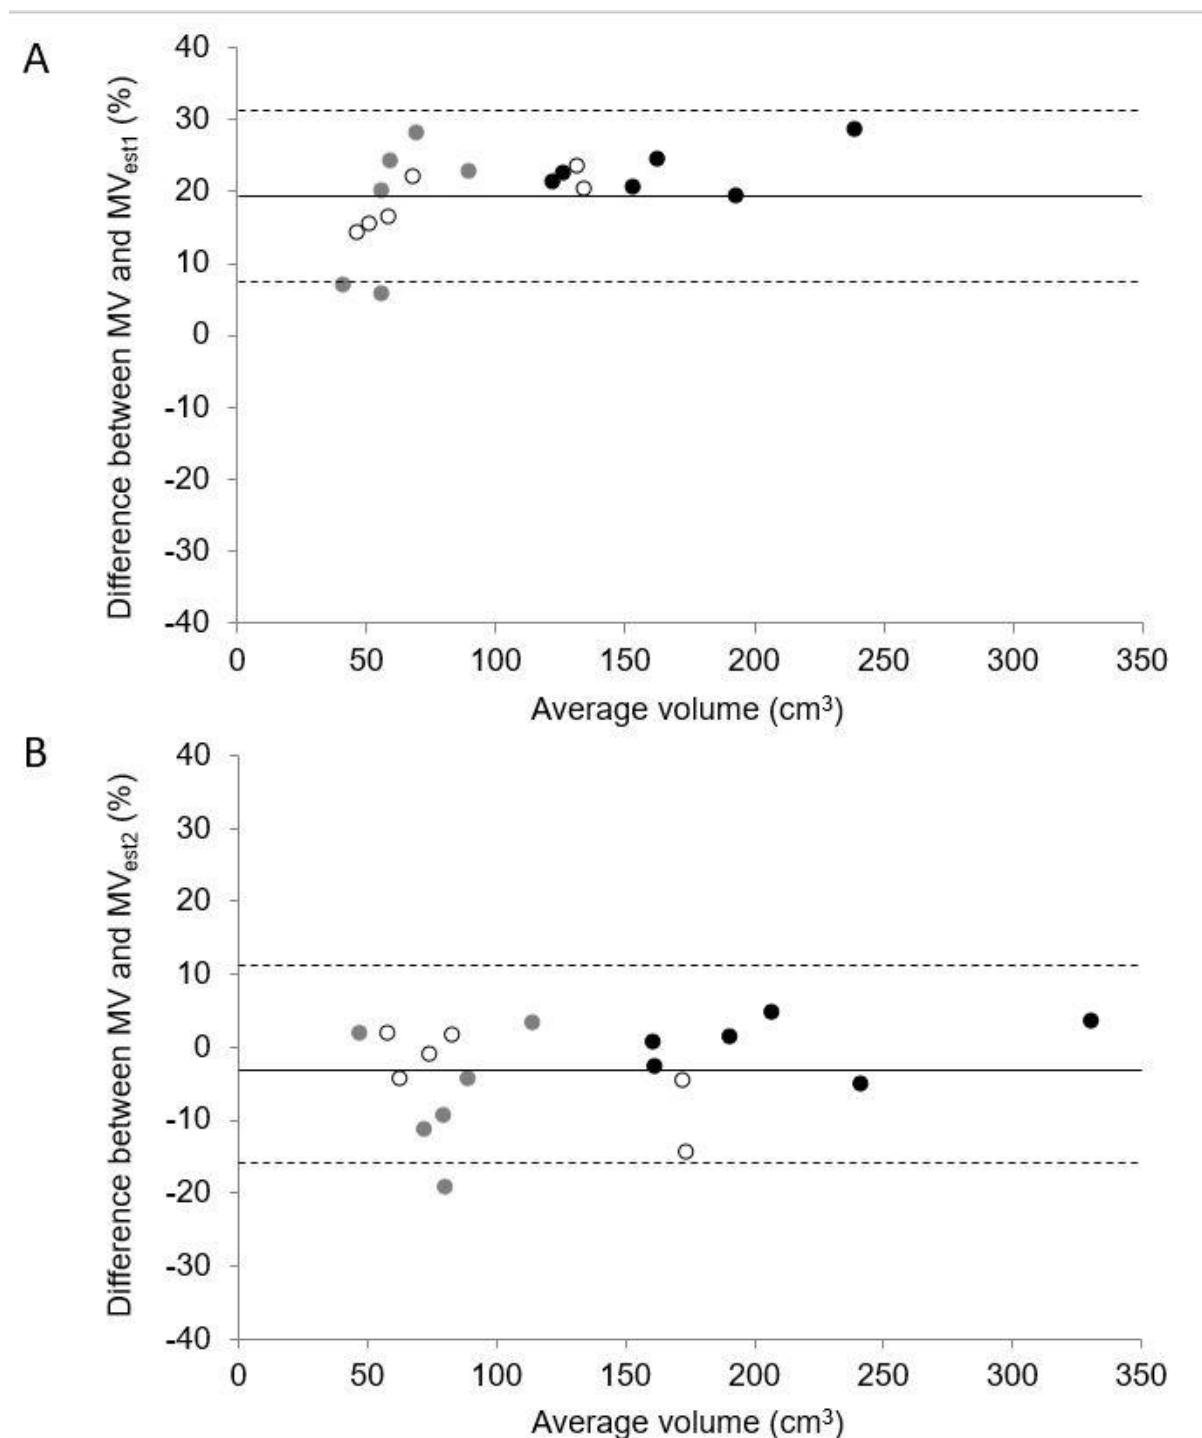 A
Difference between MV and MVest1 (%)
40
30
20
10
0
-10
-20
-30
-40
0 50 100 150 200 250 300 350
Average volume (cm³)
B
Difference between MV and MVest2 (%)
40
30
20
10
0
-10
-20
-30
-40
0 50 100 150 200 250 300 350
Average volume (cm³)